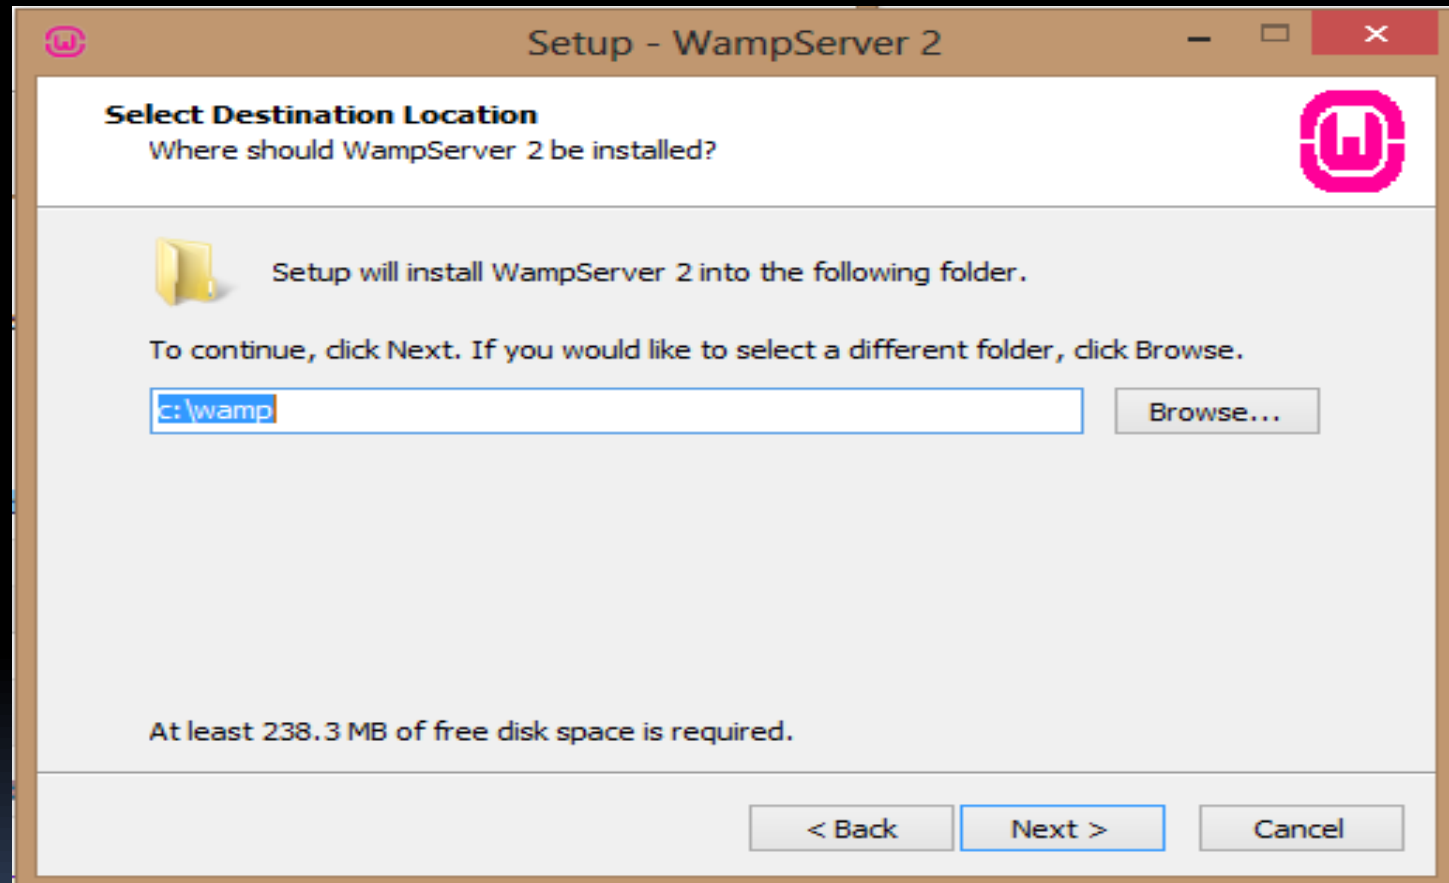 Setup - WampServer 2
Select Destination Location
Where should WampServer 2 be installed?
Setup will install WampServer 2 into the following folder.
To continue, click Next. If you would like to select a different folder, click Browse.
c:\wamp
Browse...
At least 238.3 MB of free disk space is required.
< Back
Next >
Cancel